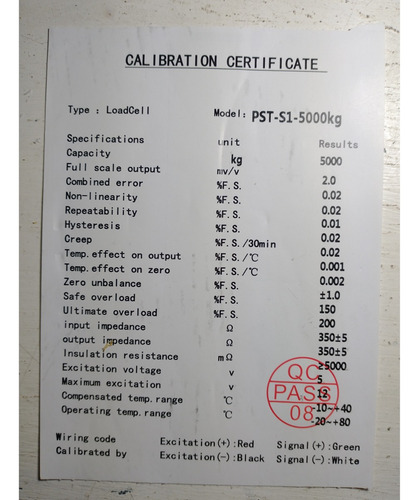 CALIBRATION CERTIFICATE
Type : LoadCell Model: PST-S1-5000kg
Specifications unit Results
Capacity kg 5000
Full scale output mv/v 2.0
Combined error %F.S. 0.02
Non-linearity %F.S. 0.02
Repeatability %F.S. 0.01
Hysteresis %F.S. 0.02
Creep %F.S./30min 0.02
Temp.effect on output %F.S./℃ 0.001
Temp.effect on zero %F.S./℃ 0.002
Zero unbalance %F.S. ±1.0
Safe overload %F.S. 150
Ultimate overload %F.S. 200
input impedance Ω 350±5
output impedance Ω 350±5
Insulation resistance mΩ ≥5000
Excitation voltage v 5
Maximum excitation v 12
Compensated temp.range ℃ -10~+40
Operating temp.range ℃ -20~+80
QC
PASS
08
Wiring code Excitation(+):Red Signal(+):Green
Calibrated by Excitation(-):Black Signal(-):White